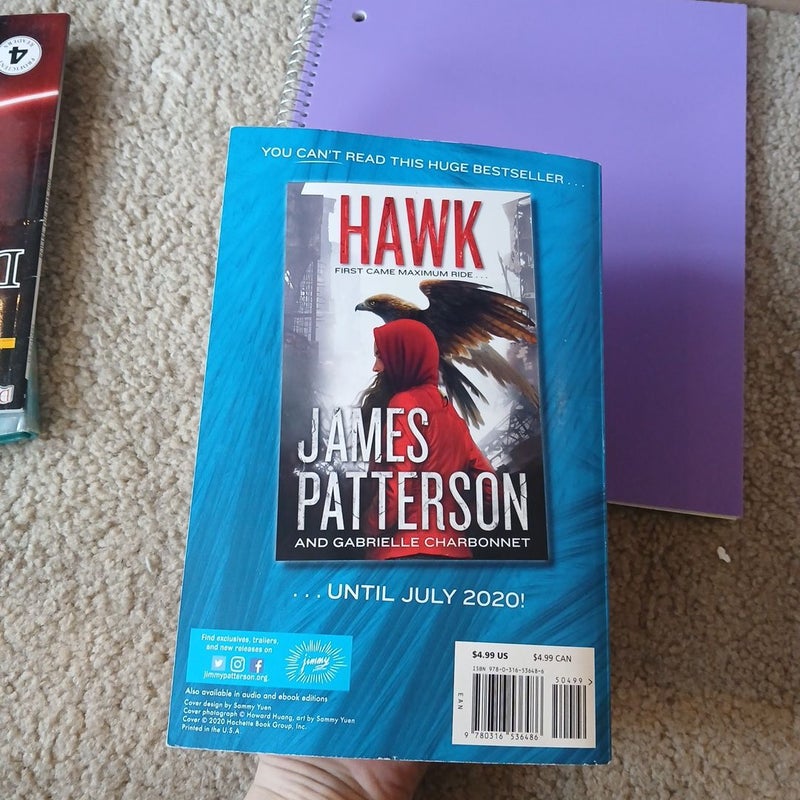 4
YOU CAN'T READ THIS HUGE BESTSELLER . . .
HAWK
FIRST CAME MAXIMUM RIDE . . .
JAMES
PATTERSON
AND GABRIELLE CHARBONNET
. . . UNTIL JULY 2020!
Find exclusives, trailers,
and new releases on
jimmypatterson.org
jimmy
Also available in audio and ebook editions
Cover design by Sammy Yuen
Cover photograph © Howard Huang, art by Sammy Yuen
Cover © 2020 Hachette Book Group, Inc.
Printed in the U.S.A.
$4.99 US $4.99 CAN
ISBN 978-0-316-53648-6
50499>
EAN
9 780316 536486